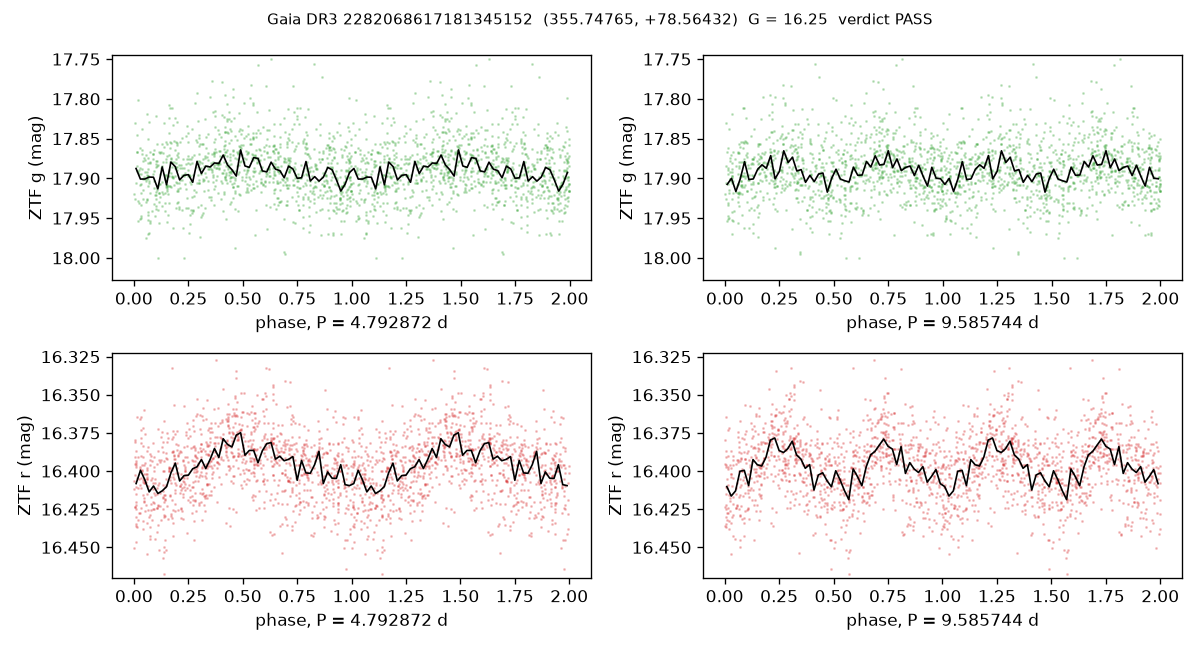 Gaia DR3 2282068617181345152 (355.74765, +78.56432) G = 16.25 verdict PASS
ZTF g (mag)
17.75
17.80
17.85
17.90
17.95
18.00
0.00 0.25 0.50 0.75 1.00 1.25 1.50 1.75 2.00
phase, P = 4.792872 d
ZTF g (mag)
17.75
17.80
17.85
17.90
17.95
18.00
0.00 0.25 0.50 0.75 1.00 1.25 1.50 1.75 2.00
phase, P = 9.585744 d
ZTF r (mag)
16.325
16.350
16.375
16.400
16.425
16.450
0.00 0.25 0.50 0.75 1.00 1.25 1.50 1.75 2.00
phase, P = 4.792872 d
ZTF r (mag)
16.325
16.350
16.375
16.400
16.425
16.450
0.00 0.25 0.50 0.75 1.00 1.25 1.50 1.75 2.00
phase, P = 9.585744 d